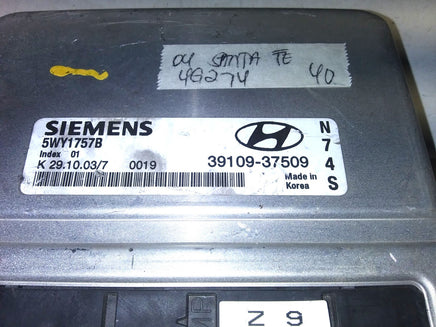 04 SANTA FE
4G274 40
SIEMENS
5WY1757B
Index 01
K 29.10.03/7 0019
39109-37509
Made in
Korea
N
7
4
S
Z 9